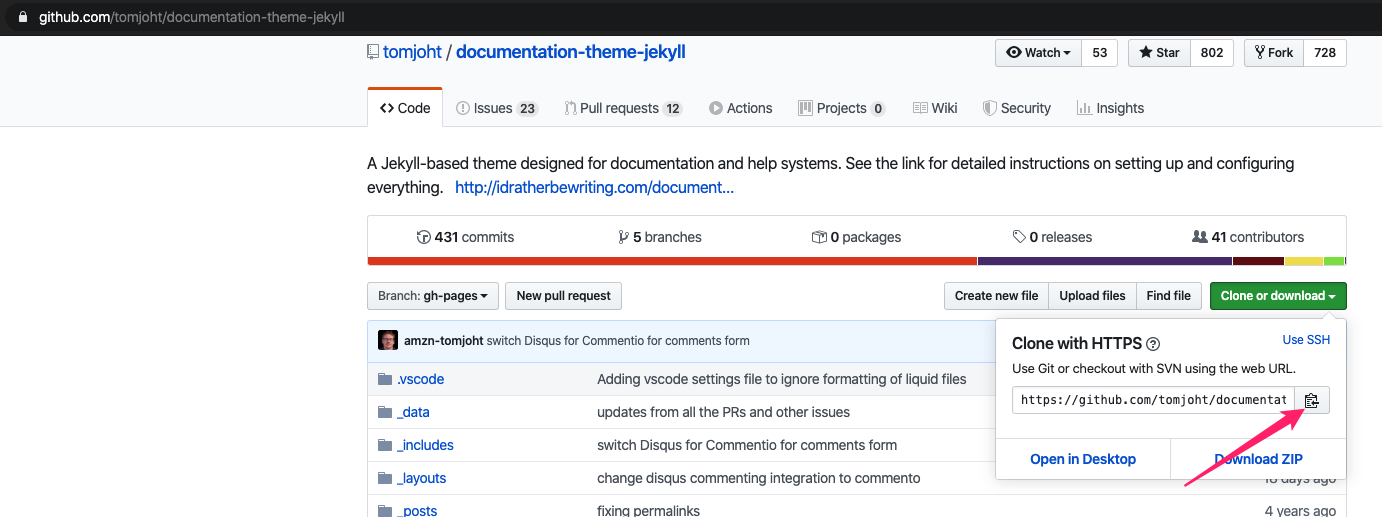 github.com/tomjoht/documentation-theme-jekyll
tomjoht / documentation-theme-jekyll
Watch 53 Star 802 Fork 728
Code Issues 23 Pull requests 12 Actions Projects 0 Wiki Security Insights
A Jekyll-based theme designed for documentation and help systems. See the link for detailed instructions on setting up and configuring
everything. http://idratherbewriting.com/document...
431 commits 5 branches 0 packages 0 releases 41 contributors
Branch: gh-pages New pull request Create new file Upload files Find file Clone or download
amzn-tomjoht switch Disqus for Commentio for comments form
Clone with HTTPS ? Use SSH
Use Git or checkout with SVN using the web URL.
https://github.com/tomjoht/documentat
Open in Desktop Download ZIP
.vscode Adding vscode settings file to ignore formatting of liquid files
_data updates from all the PRs and other issues
_includes switch Disqus for Commentio for comments form
_layouts change disqus commenting integration to commento days ago
_posts fixing permalinks 4 years ago